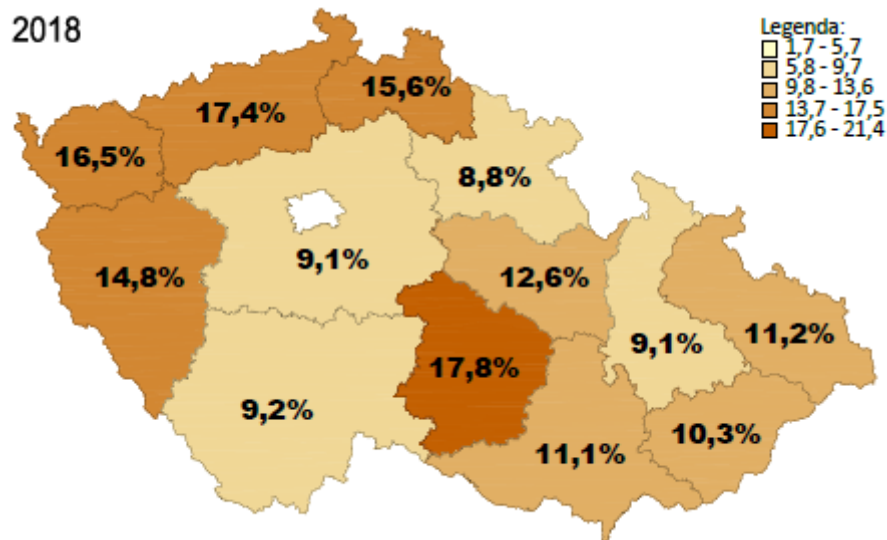 2018
Legenda:
1,7 - 5,7
5,8 - 9,7
9,8 - 13,6
13,7 - 17,5
17,6 - 21,4
15,6%
17,4%
16,5%
8,8%
9,1%
14,8%
12,6%
11,2%
9,1%
17,8%
9,2%
10,3%
11,1%